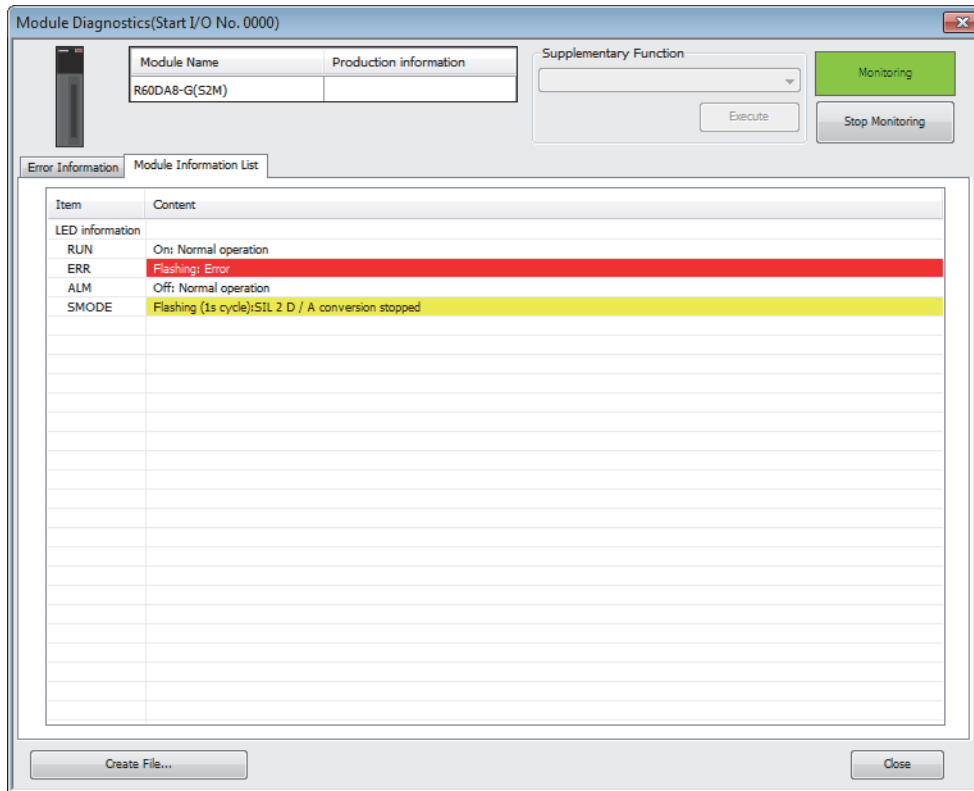 Module Diagnostics(Start I/O No. 0000)
Module Name Production information
R60DA8-G(S2M)
Supplementary Function
Execute
Monitoring
Stop Monitoring
Error Information Module Information List
Item Content
LED information
RUN On: Normal operation
ERR Flashing: Error
ALM Off: Normal operation
SMODE Flashing (1s cycle):SIL 2 D / A conversion stopped
Create File... Close